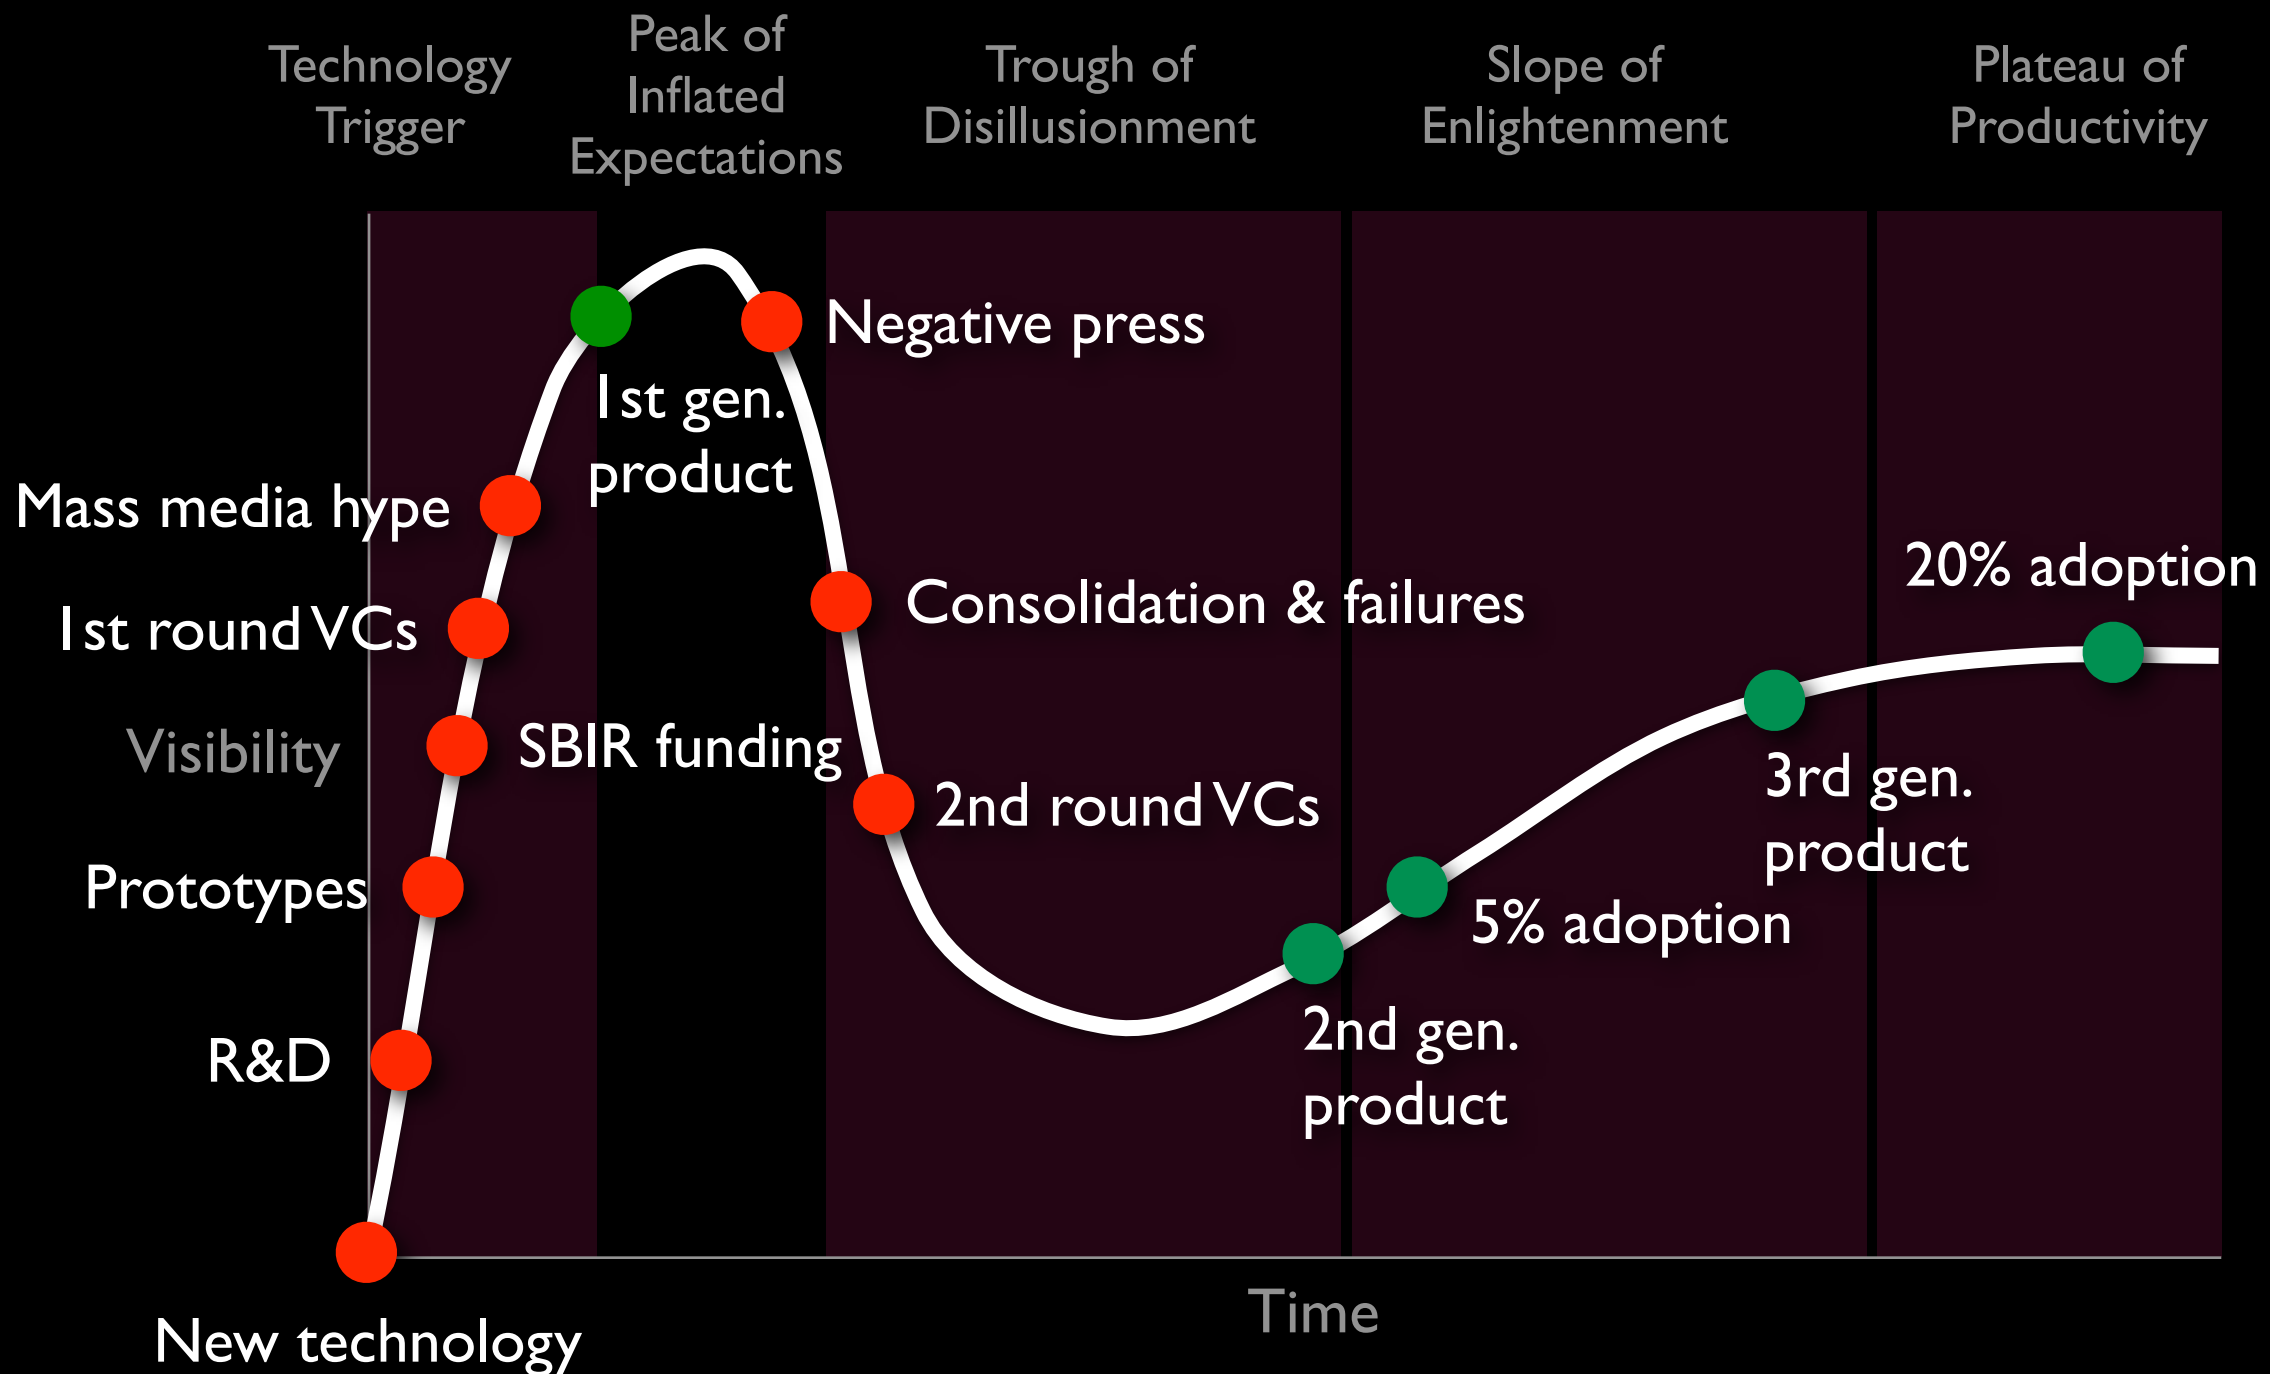 Technology
Trigger
Peak of
Inflated
Expectations
Trough of
Disillusionment
Slope of
Enlightenment
Plateau of
Productivity
Negative press
1st gen.
product
Mass media hype
20% adoption
Consolidation & failures
1st round VCs
Visibility
SBIR funding
2nd round VCs
3rd gen.
product
Prototypes
5% adoption
R&D
2nd gen.
product
Time
New technology